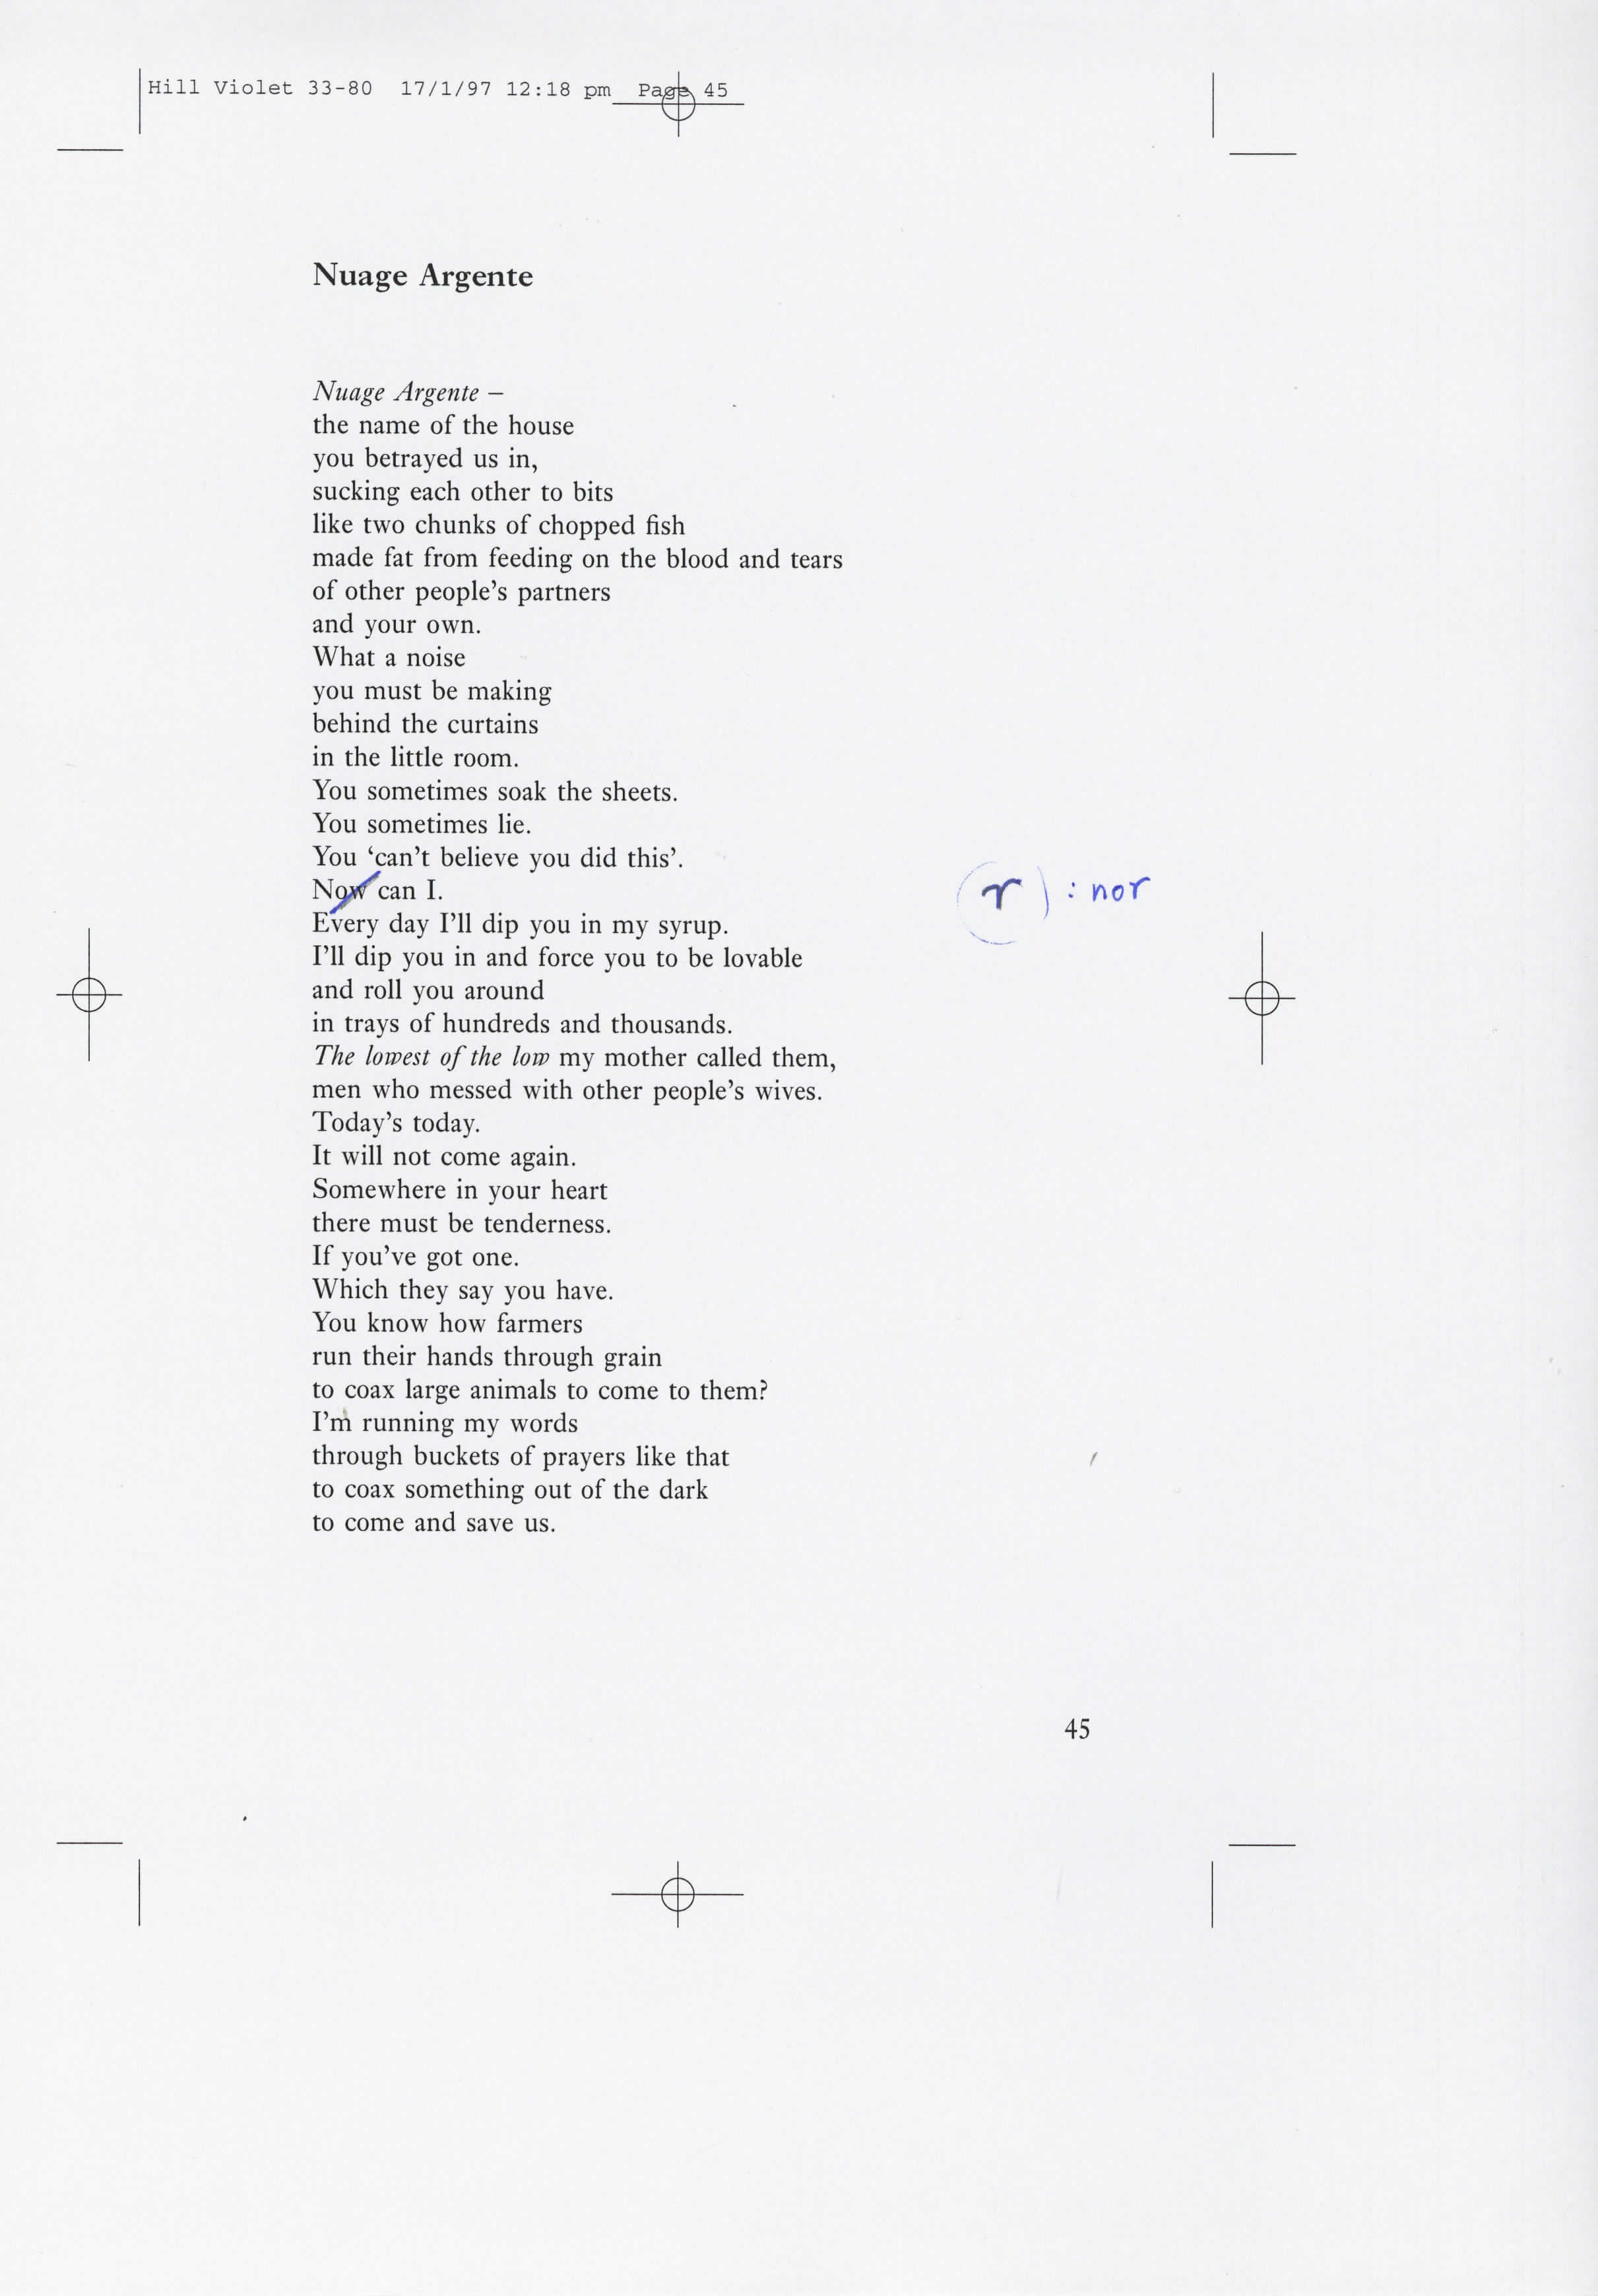 Hill Violet 33-80 17/1/97 12:18 pm Page 45
Nuage Argente
Nuage Argente –
the name of the house
you betrayed us in,
sucking each other to bits
like two chunks of chopped fish
made fat from feeding on the blood and tears
of other people’s partners
and your own.
What a noise
you must be making
behind the curtains
in the little room.
You sometimes soak the sheets.
You sometimes lie.
You ‘can’t believe you did this’.
Now can I.
r : nor
Every day I’ll dip you in my syrup.
I’ll dip you in and force you to be lovable
and roll you around
in trays of hundreds and thousands.
The lowest of the low my mother called them,
men who messed with other people’s wives.
Today’s today.
It will not come again.
Somewhere in your heart
there must be tenderness.
If you’ve got one.
Which they say you have.
You know how farmers
run their hands through grain
to coax large animals to come to them?
I’m running my words
through buckets of prayers like that
to coax something out of the dark
to come and save us.
45